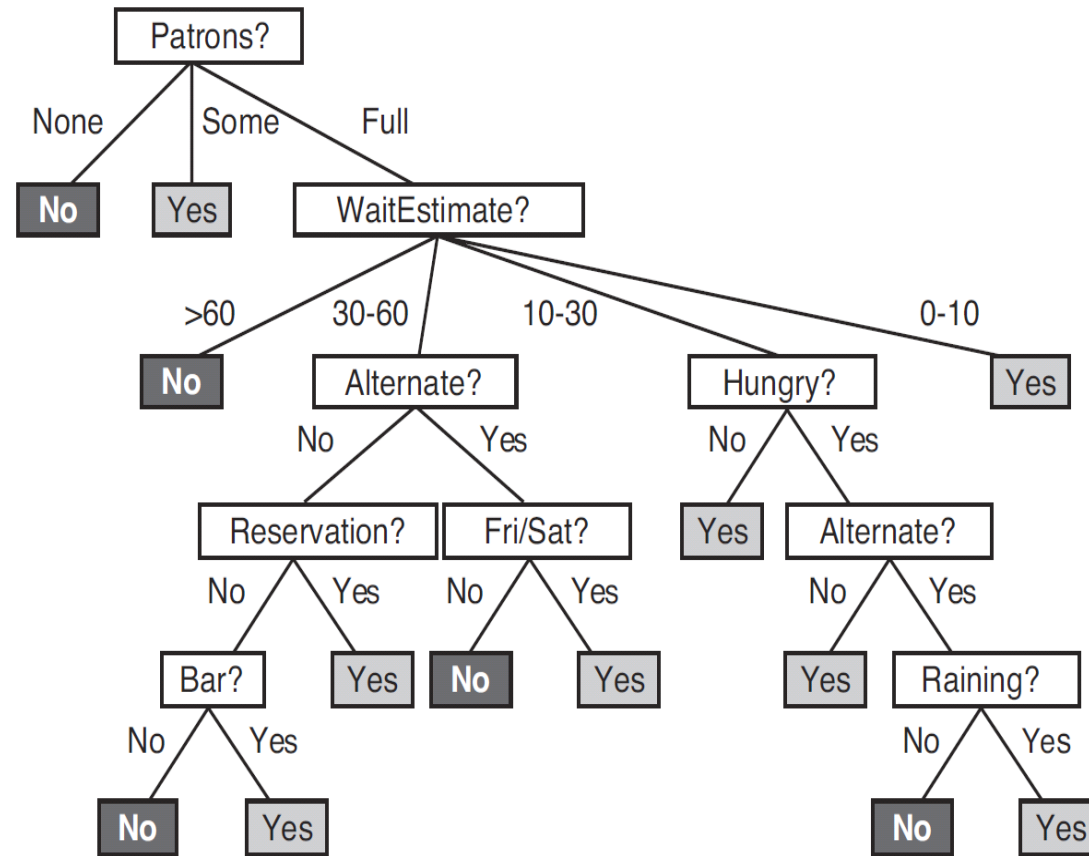 Patrons?
None Some Full
No Yes WaitEstimate?
>60 30-60 10-30 0-10
No Alternate? Hungry? Yes
No Yes No Yes
Reservation? Fri/Sat? Yes Alternate?
No Yes No Yes No Yes
Bar? Yes No Yes Yes Raining?
No Yes No Yes
No Yes No Yes